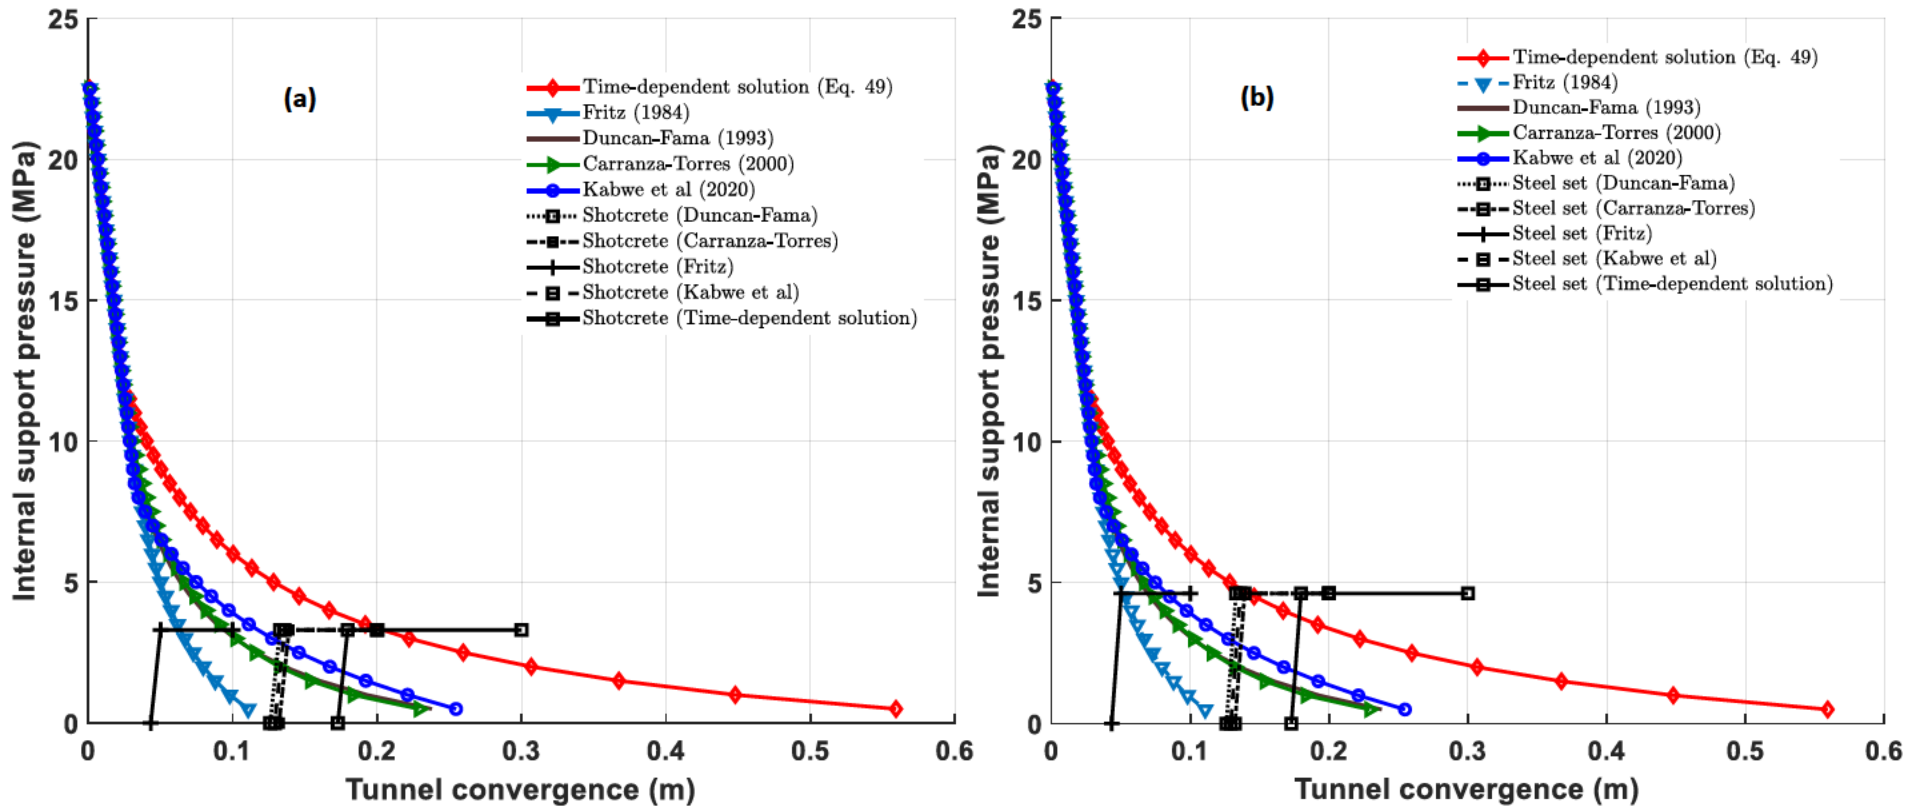 25
20
15
10
5
0
Internal support pressure (MPa)
(a)
Time-dependent solution (Eq. 49)
Fritz (1984)
Duncan-Fama (1993)
Carranza-Torres (2000)
Kabwe et al (2020)
Shotcrete (Duncan-Fama)
Shotcrete (Carranza-Torres)
Shotcrete (Fritz)
Shotcrete (Kabwe et al)
Shotcrete (Time-dependent solution)
0 0.1 0.2 0.3 0.4 0.5 0.6
Tunnel convergence (m)
25
20
15
10
5
0
Internal support pressure (MPa)
(b)
Time-dependent solution (Eq. 49)
Fritz (1984)
Duncan-Fama (1993)
Carranza-Torres (2000)
Kabwe et al (2020)
Steel set (Duncan-Fama)
Steel set (Carranza-Torres)
Steel set (Fritz)
Steel set (Kabwe et al)
Steel set (Time-dependent solution)
0 0.1 0.2 0.3 0.4 0.5 0.6
Tunnel convergence (m)